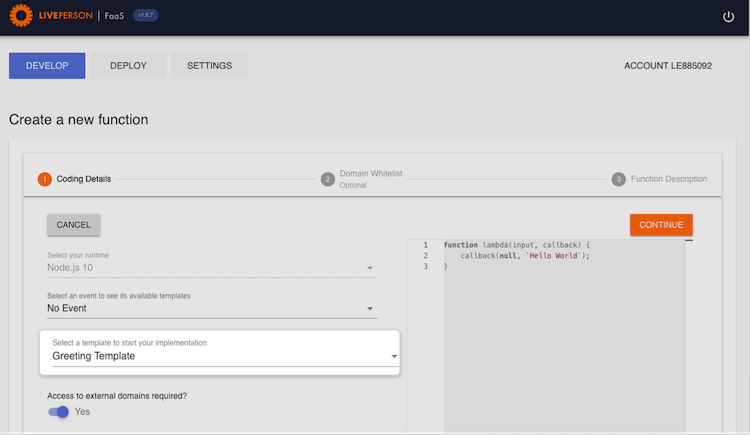 LIVEPERSON | FaaS v1.6.7
DEVELOP DEPLOY SETTINGS ACCOUNT LE885092
Create a new function
1 Coding Details 2 Domain Whitelist 3 Function Description
Optional
CANCEL CONTINUE
Select your runtime
Node.js 10
Select an event to see its available templates
No Event
Select a template to start your implementation
Greeting Template
Access to external domains required?
Yes
1 function lambda(input, callback) {
2 callback(null, `Hello World`);
3 }